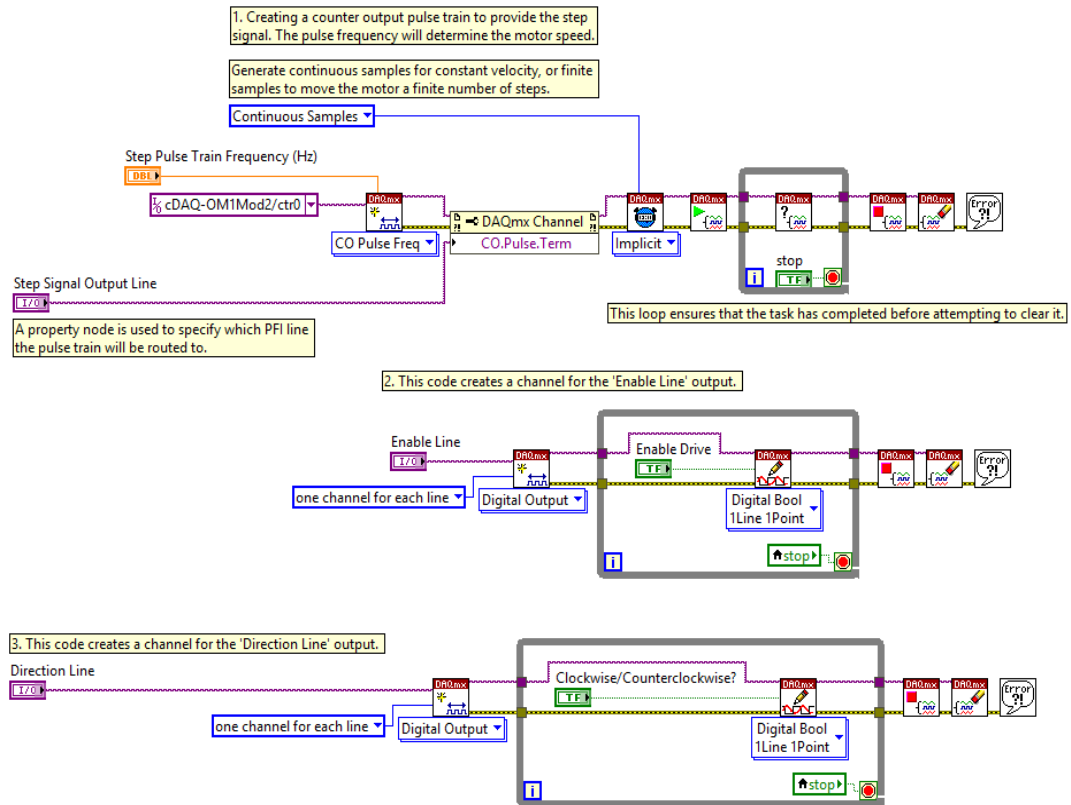 1. Creating a counter output pulse train to provide the step
signal. The pulse frequency will determine the motor speed.
Generate continuous samples for constant velocity, or finite
samples to move the motor a finite number of steps.
Continuous Samples
Step Pulse Train Frequency (Hz)
DBL
cDAQ-OM1Mod2/ctr0
DAQmx
DAQmx Channel
CO.Pulse.Term
DAQmx
DAQmx
DAQmx
?
DAQmx
DAQmx
Error
?!
CO Pulse Freq
Implicit
stop
i
TF
Step Signal Output Line
I/O
A property node is used to specify which PFI line
the pulse train will be routed to.
This loop ensures that the task has completed before attempting to clear it.
2. This code creates a channel for the 'Enable Line' output.
Enable Line
I/O
DAQmx
Enable Drive
TF
DAQmx
DAQmx
DAQmx
Error
?!
one channel for each line
Digital Output
Digital Bool
1Line 1Point
stop
i
3. This code creates a channel for the 'Direction Line' output.
Direction Line
I/O
DAQmx
Clockwise/Counterclockwise?
TF
DAQmx
DAQmx
DAQmx
Error
?!
one channel for each line
Digital Output
Digital Bool
1Line 1Point
stop
i